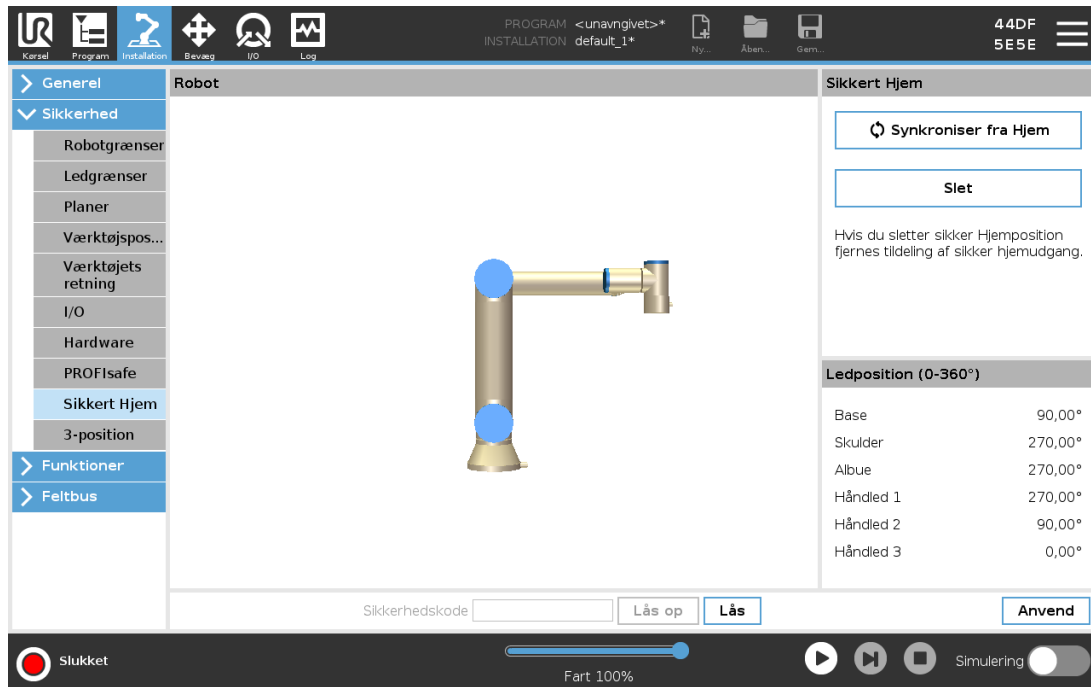 PROGRAM <unavngivet>*
INSTALLATION default_1*
Kørsel
Program
Installation
Bevæg
I/O
Log
Ny...
Åben...
Gem...
44DF
5E5E
Generel
Sikkerhed
Robotgrænser
Ledgrænser
Planer
Værktøjspos...
Værktøjets
retning
I/O
Hardware
PROFIsafe
Sikkert Hjem
3-position
Funktioner
Feltbus
Robot
Sikkert Hjem
Synkroniser fra Hjem
Slet
Hvis du sletter sikker Hjemposition
fjernes tildeling af sikker hjemudgang.
Ledposition (0-360°)
Base 90,00°
Skulder 270,00°
Albue 270,00°
Håndled 1 270,00°
Håndled 2 90,00°
Håndled 3 0,00°
Sikkerhedskode
Lås op
Lås
Anvend
Slukket
Fart 100%
Simulering